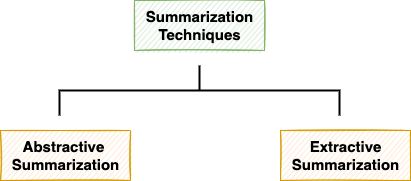 Summarization
Techniques
Abstractive
Summarization
Extractive
Summarization